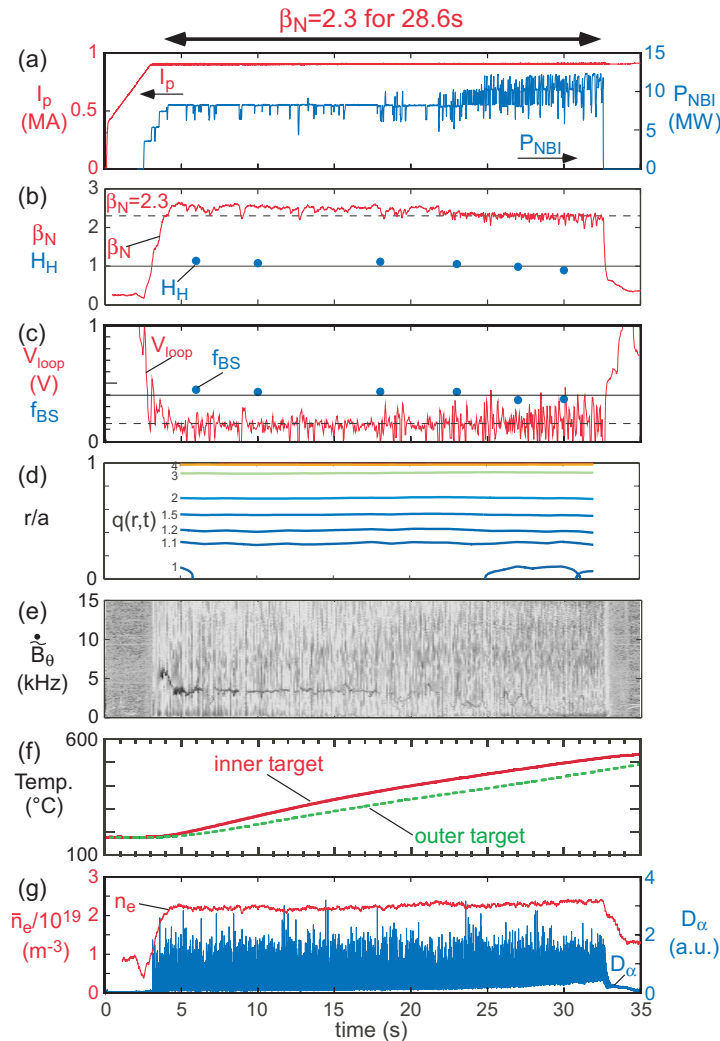 βN=2.3 for 28.6s
(a)
1
15
Ip
(MA)
0.5
10
PNBI
(MW)
5
Ip
PNBI
0
0
(b)
3
βN=2.3
2
βN
HH
βN
1
HH
0
(c)
1
Vloop
(V)
fBS
Vloop
fBS
0
(d)
1
4
3
r/a
2
1.5
q(r,t)
1.2
1.1
1
0
(e)
15
10
B̃̇θ
(kHz)
5
0
(f)
600
Temp.
(°C)
inner target
outer target
100
(g)
3
4
n̄e/10¹⁹
(m-3)
ne
3
2
2
Dα
(a.u.)
1
1
Dα
0
0
0 5 10 15 20 25 30 35
time (s)